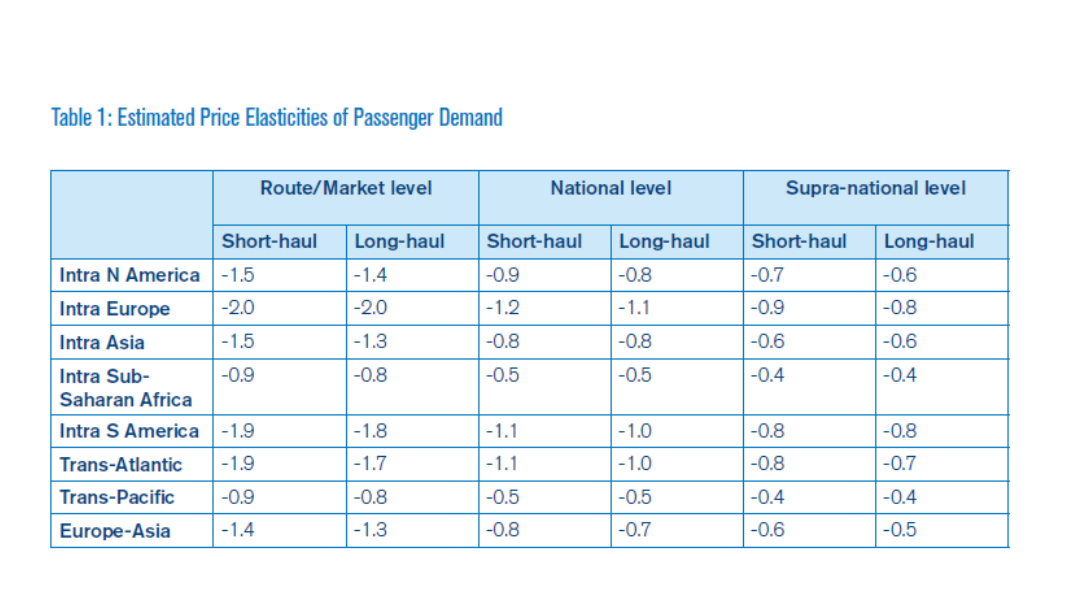 Table 1: Estimated Price Elasticities of Passenger Demand
Route/Market level National level Supra-national level
Short-haul Long-haul Short-haul Long-haul Short-haul Long-haul
Intra N America -1.5 -1.4 -0.9 -0.8 -0.7 -0.6
Intra Europe -2.0 -2.0 -1.2 -1.1 -0.9 -0.8
Intra Asia -1.5 -1.3 -0.8 -0.8 -0.6 -0.6
Intra Sub- -0.9 -0.8 -0.5 -0.5 -0.4 -0.4
Saharan Africa
Intra S America -1.9 -1.8 -1.1 -1.0 -0.8 -0.8
Trans-Atlantic -1.9 -1.7 -1.1 -1.0 -0.8 -0.7
Trans-Pacific -0.9 -0.8 -0.5 -0.5 -0.4 -0.4
Europe-Asia -1.4 -1.3 -0.8 -0.7 -0.6 -0.5